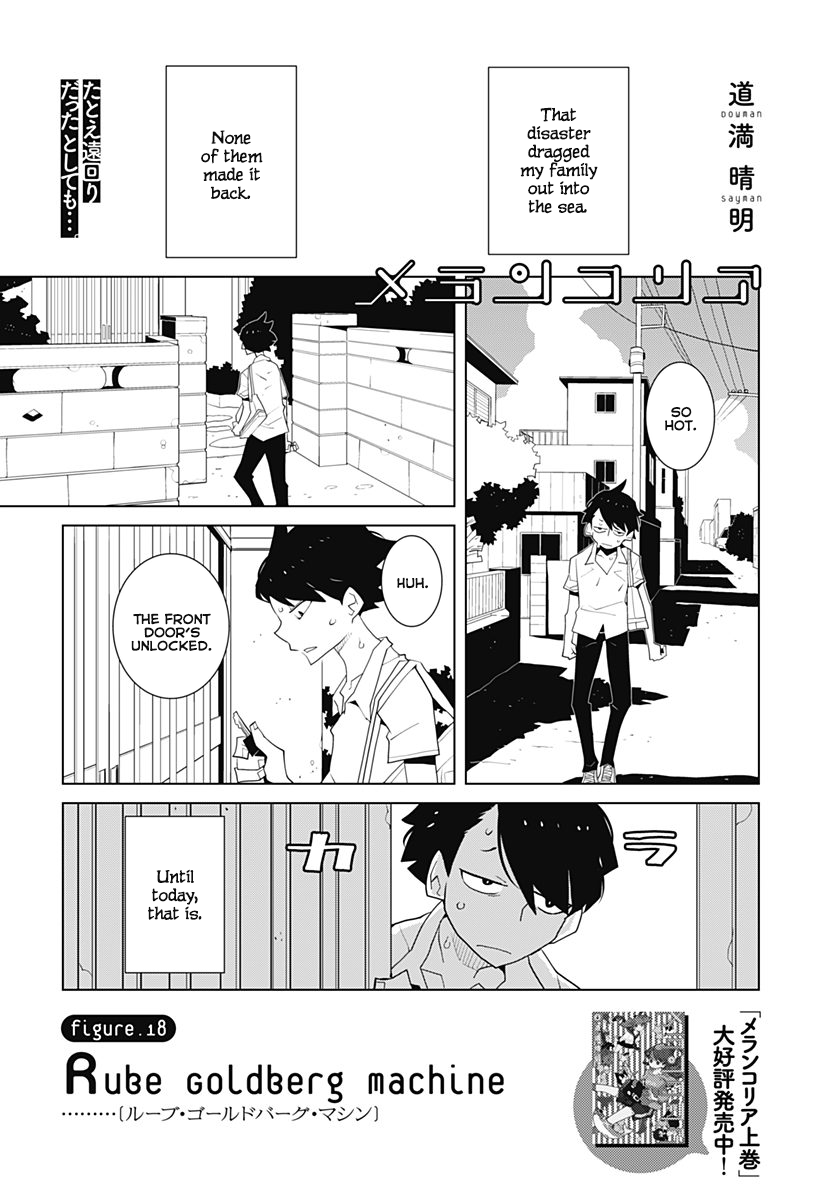 道満晴明
DOWMAN
sayman
That
disaster
dragged
my family
out into
the sea.
None
of them
made it
back.
たとえ遠回り
だったとしても…
メランコリア
SO
HOT.
HUH.
THE FRONT
DOOR'S
UNLOCKED.
カラ
Until
today,
that is.
figure.18
Rube Goldberg machine
………〔ルーブ・ゴールドバーグ・マシン〕
「メランコリア上巻」
大好評発売中!